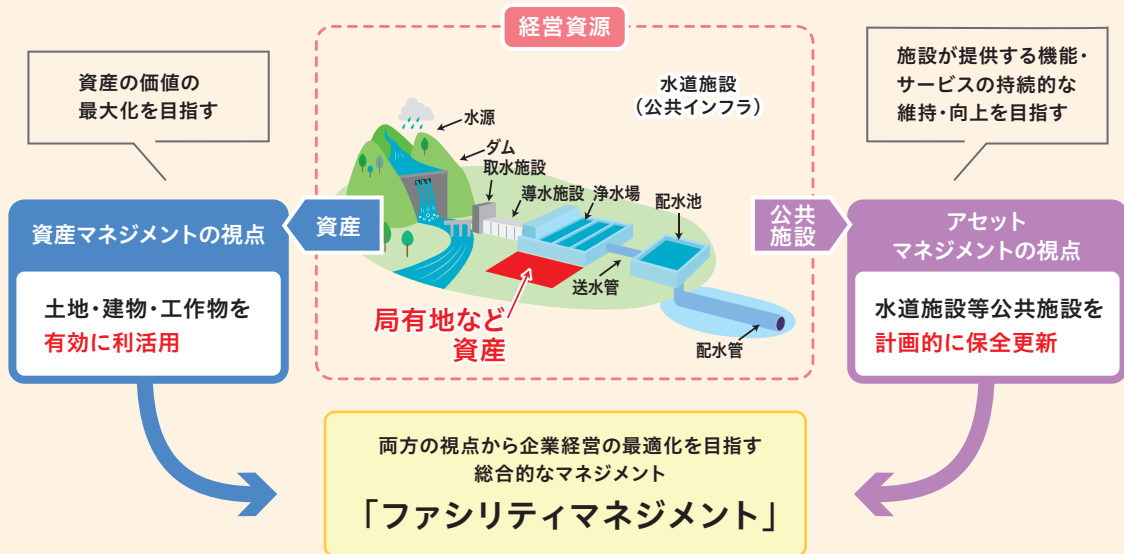 経営資源
資産の価値の
最大化を目指す
施設が提供する機能・
サービスの持続的な
維持・向上を目指す
水道施設
（公共インフラ）
水源
ダム
取水施設
導水施設
浄水場
配水池
送水管
配水管
局有地など
資産
資産
公共
施設
資産マネジメントの視点
土地・建物・工作物を
有効に利活用
アセット
マネジメントの視点
水道施設等公共施設を
計画的に保全更新
両方の視点から企業経営の最適化を目指す
総合的なマネジメント
「ファシリティマネジメント」